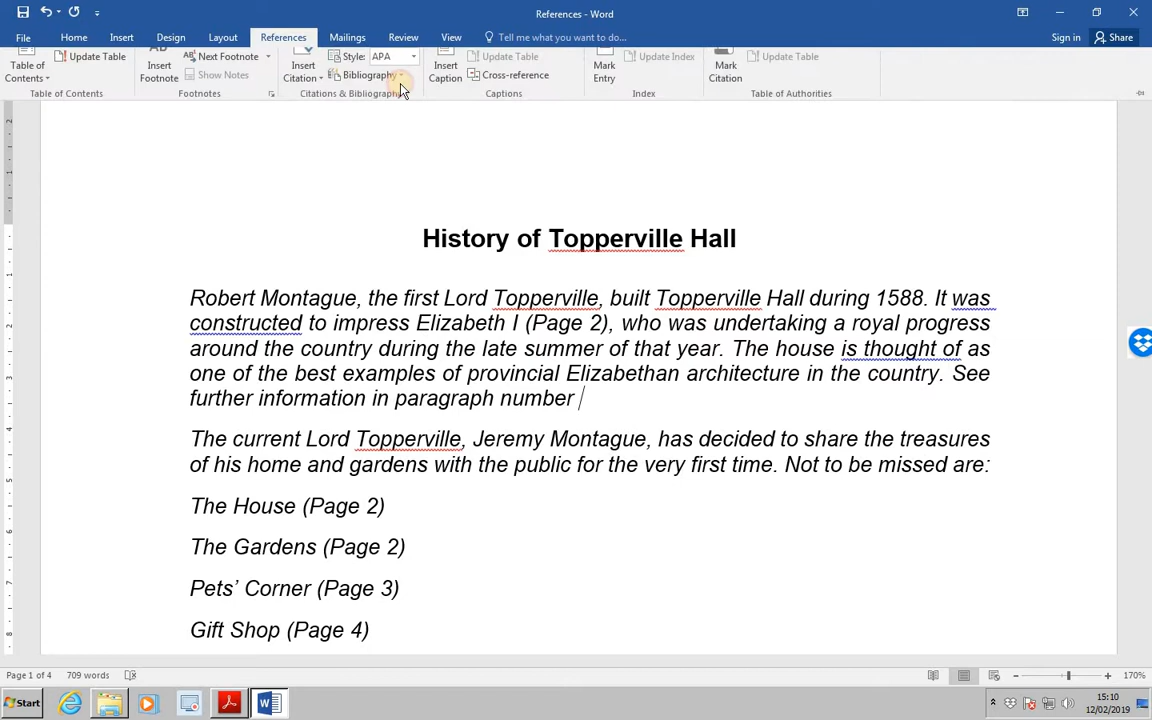 References - Word
File Home Insert Design Layout References Mailings Review View Tell me what you want to do... Sign in Share
Update Table Next Footnote Style: APA Update Table Update Index Update Table
Table of Contents Insert Footnote Show Notes Insert Citation Bibliography Insert Caption Cross-reference Mark Entry Mark Citation
Table of Contents Footnotes Citations & Bibliography Captions Index Table of Authorities
History of Topperville Hall
Robert Montague, the first Lord Topperville, built Topperville Hall during 1588. It was
constructed to impress Elizabeth I (Page 2), who was undertaking a royal progress
around the country during the late summer of that year. The house is thought of as
one of the best examples of provincial Elizabethan architecture in the country. See
further information in paragraph number
The current Lord Topperville, Jeremy Montague, has decided to share the treasures
of his home and gardens with the public for the very first time. Not to be missed are:
The House (Page 2)
The Gardens (Page 2)
Pets’ Corner (Page 3)
Gift Shop (Page 4)
Page 1 of 4 709 words 170%
Start 15:10
12/02/2019